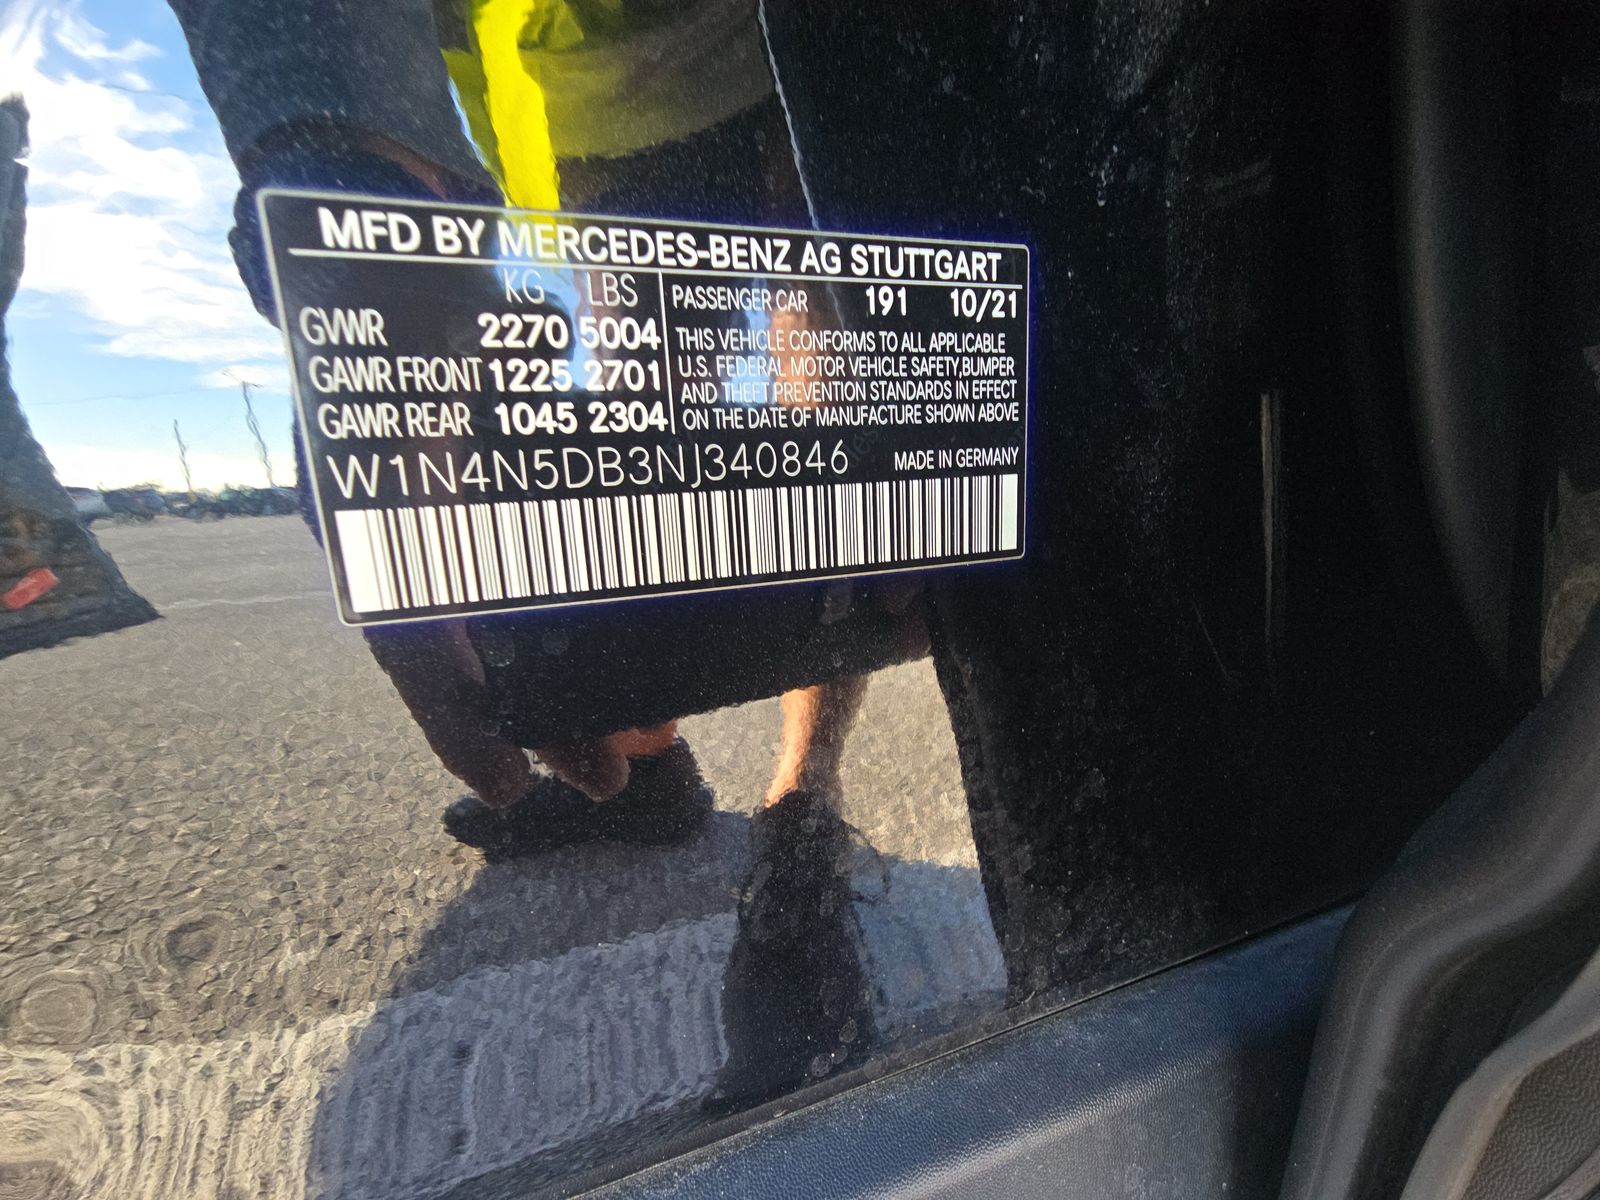 MFD BY MERCEDES-BENZ AG STUTTGART
KG LBS
GVWR 2270 5004
GAWR FRONT 1225 2701
GAWR REAR 1045 2304
PASSENGER CAR 191 10/21
THIS VEHICLE CONFORMS TO ALL APPLICABLE
U.S. FEDERAL MOTOR VEHICLE SAFETY, BUMPER
AND THEFT PREVENTION STANDARDS IN EFFECT
ON THE DATE OF MANUFACTURE SHOWN ABOVE
W1N4N5DB3NJ340846 MADE IN GERMANY